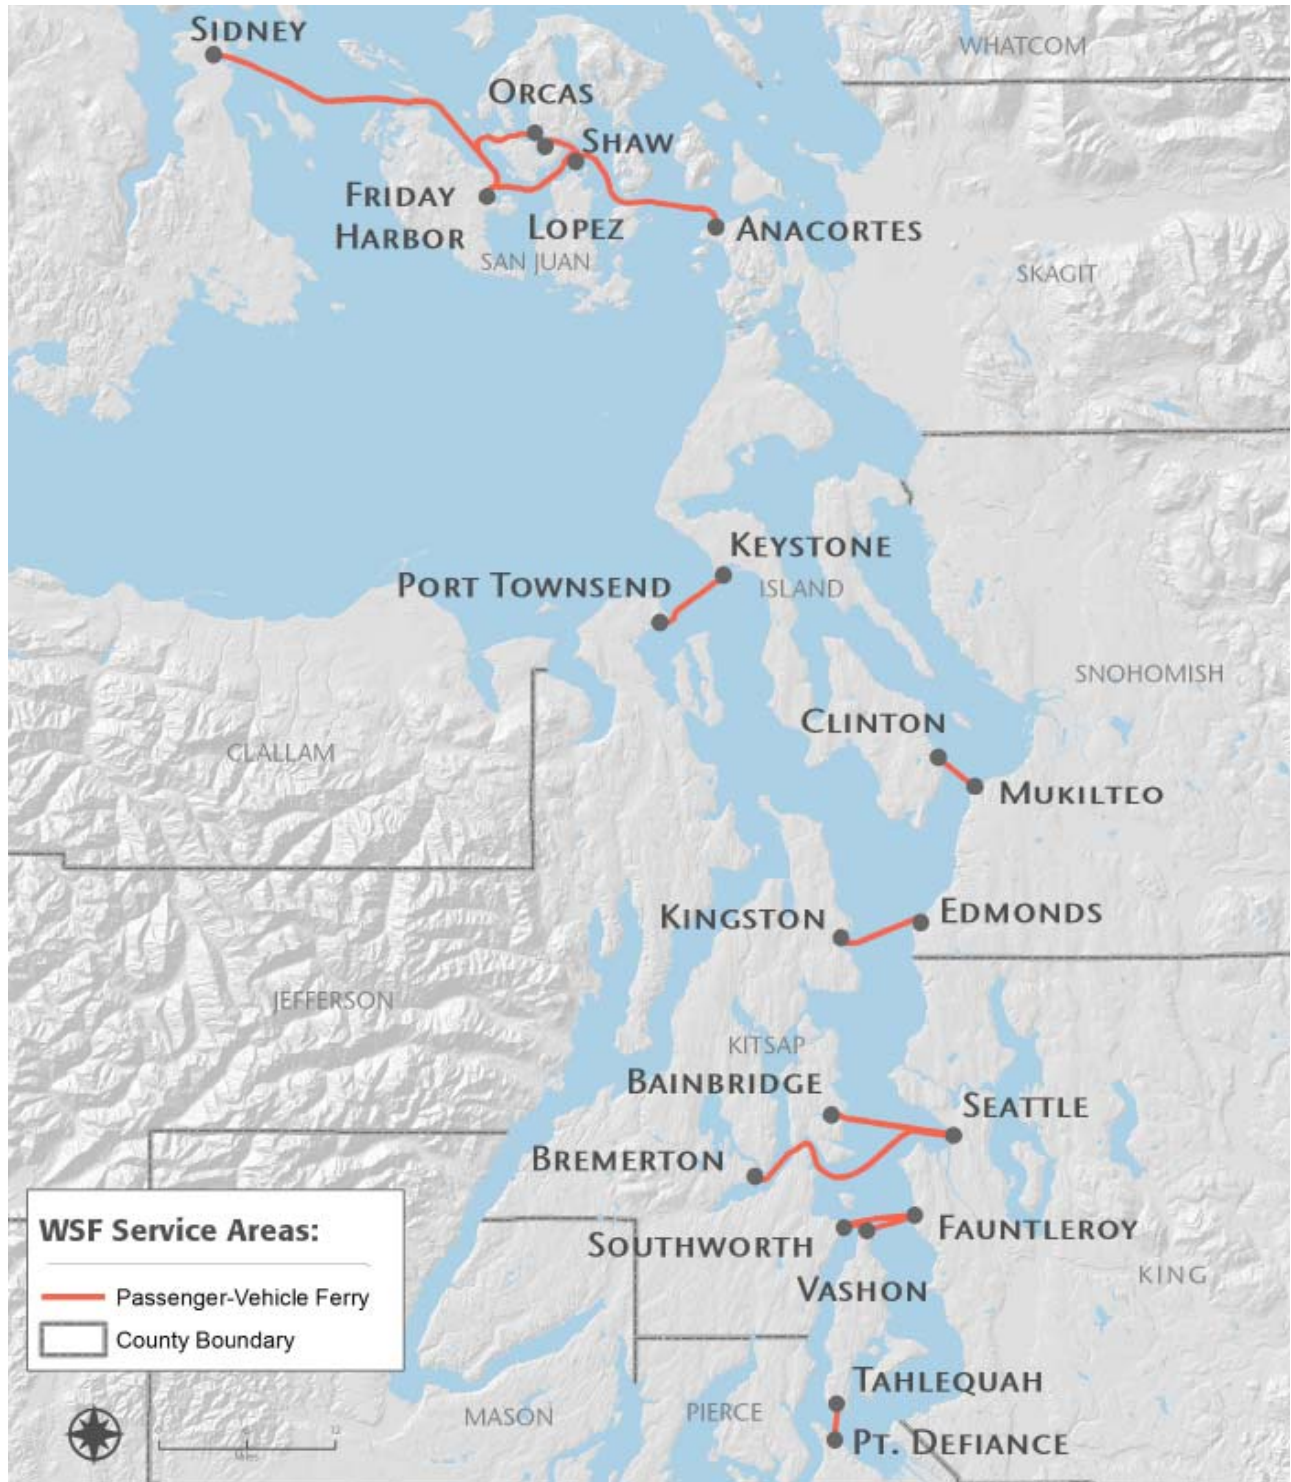 SIDNEY
WHATCOM
ORCAS
SHAW
FRIDAY
HARBOR
LOPEZ
ANACORTES
SAN JUAN
SKAGIT
KEYSTONE
PORT TOWNSEND
ISLAND
SNOHOMISH
CLINTON
CLALLAM
MUKILTEO
KINGSTON
EDMONDS
JEFFERSON
KITSAP
BAINBRIDGE
SEATTLE
BREMERTON
WSF Service Areas:
SOUTHWORTH
FAUNTLEROY
VASHON
KING
Passenger-Vehicle Ferry
County Boundary
TAHLEQUAH
MASON
PIERCE
PT. DEFIANCE
12
Miles